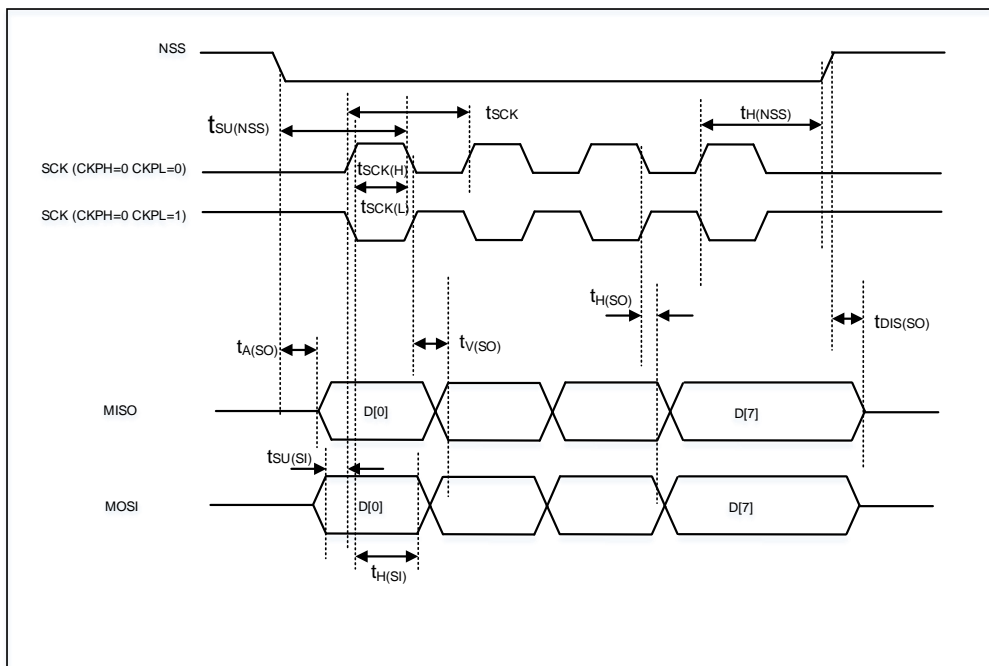 NSS
tSCK
tH(NSS)
tSU(NSS)
SCK (CKPH=0 CKPL=0)
tSCK(H)
tSCK(L)
SCK (CKPH=0 CKPL=1)
tH(SO)
tDIS(SO)
tA(SO)
tV(SO)
MISO
D[0]
D[7]
tSU(SI)
MOSI
D[0]
D[7]
tH(SI)